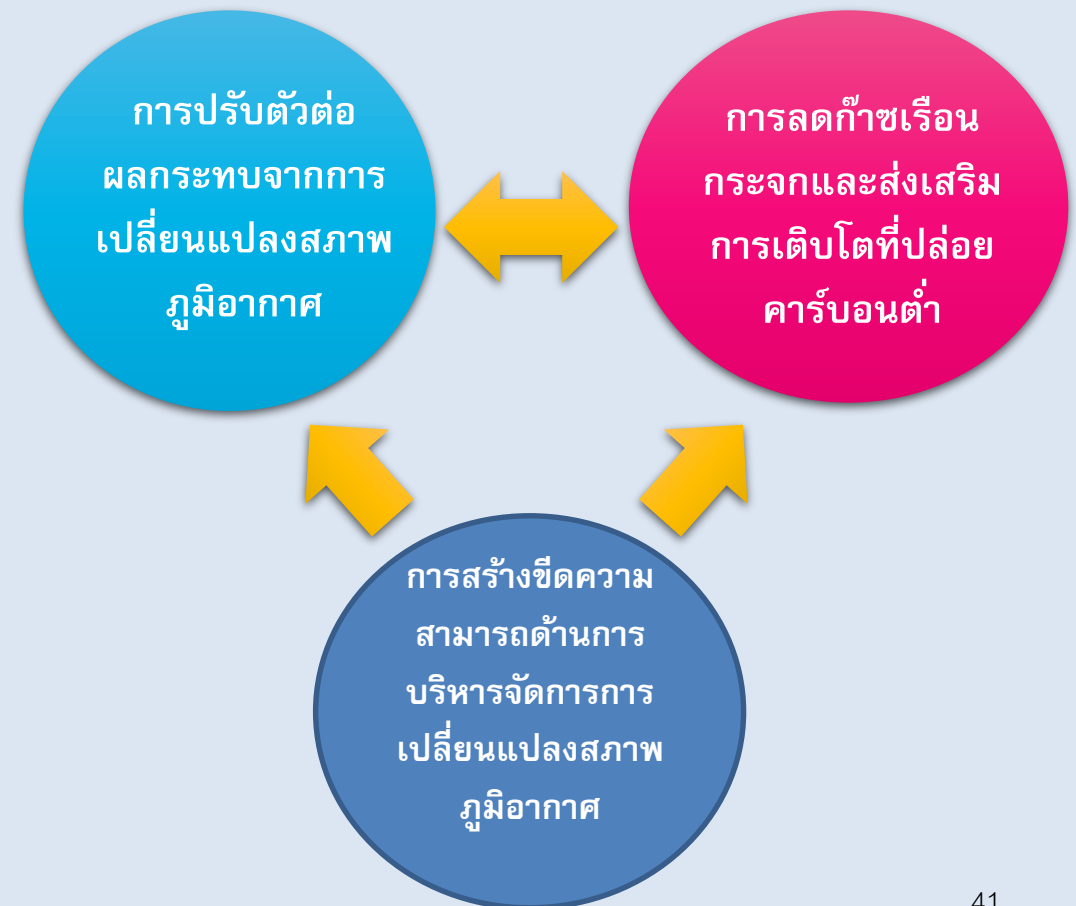 การปรับตัวต่อ
ผลกระทบจากการ
เปลี่ยนแปลงสภาพ
ภูมิอากาศ
การลดก๊าซเรือน
กระจกและส่งเสริม
การเติบโตที่ปล่อย
คาร์บอนต่ำ
การสร้างขีดความ
สามารถด้านการ
บริหารจัดการการ
เปลี่ยนแปลงสภาพ
ภูมิอากาศ
41